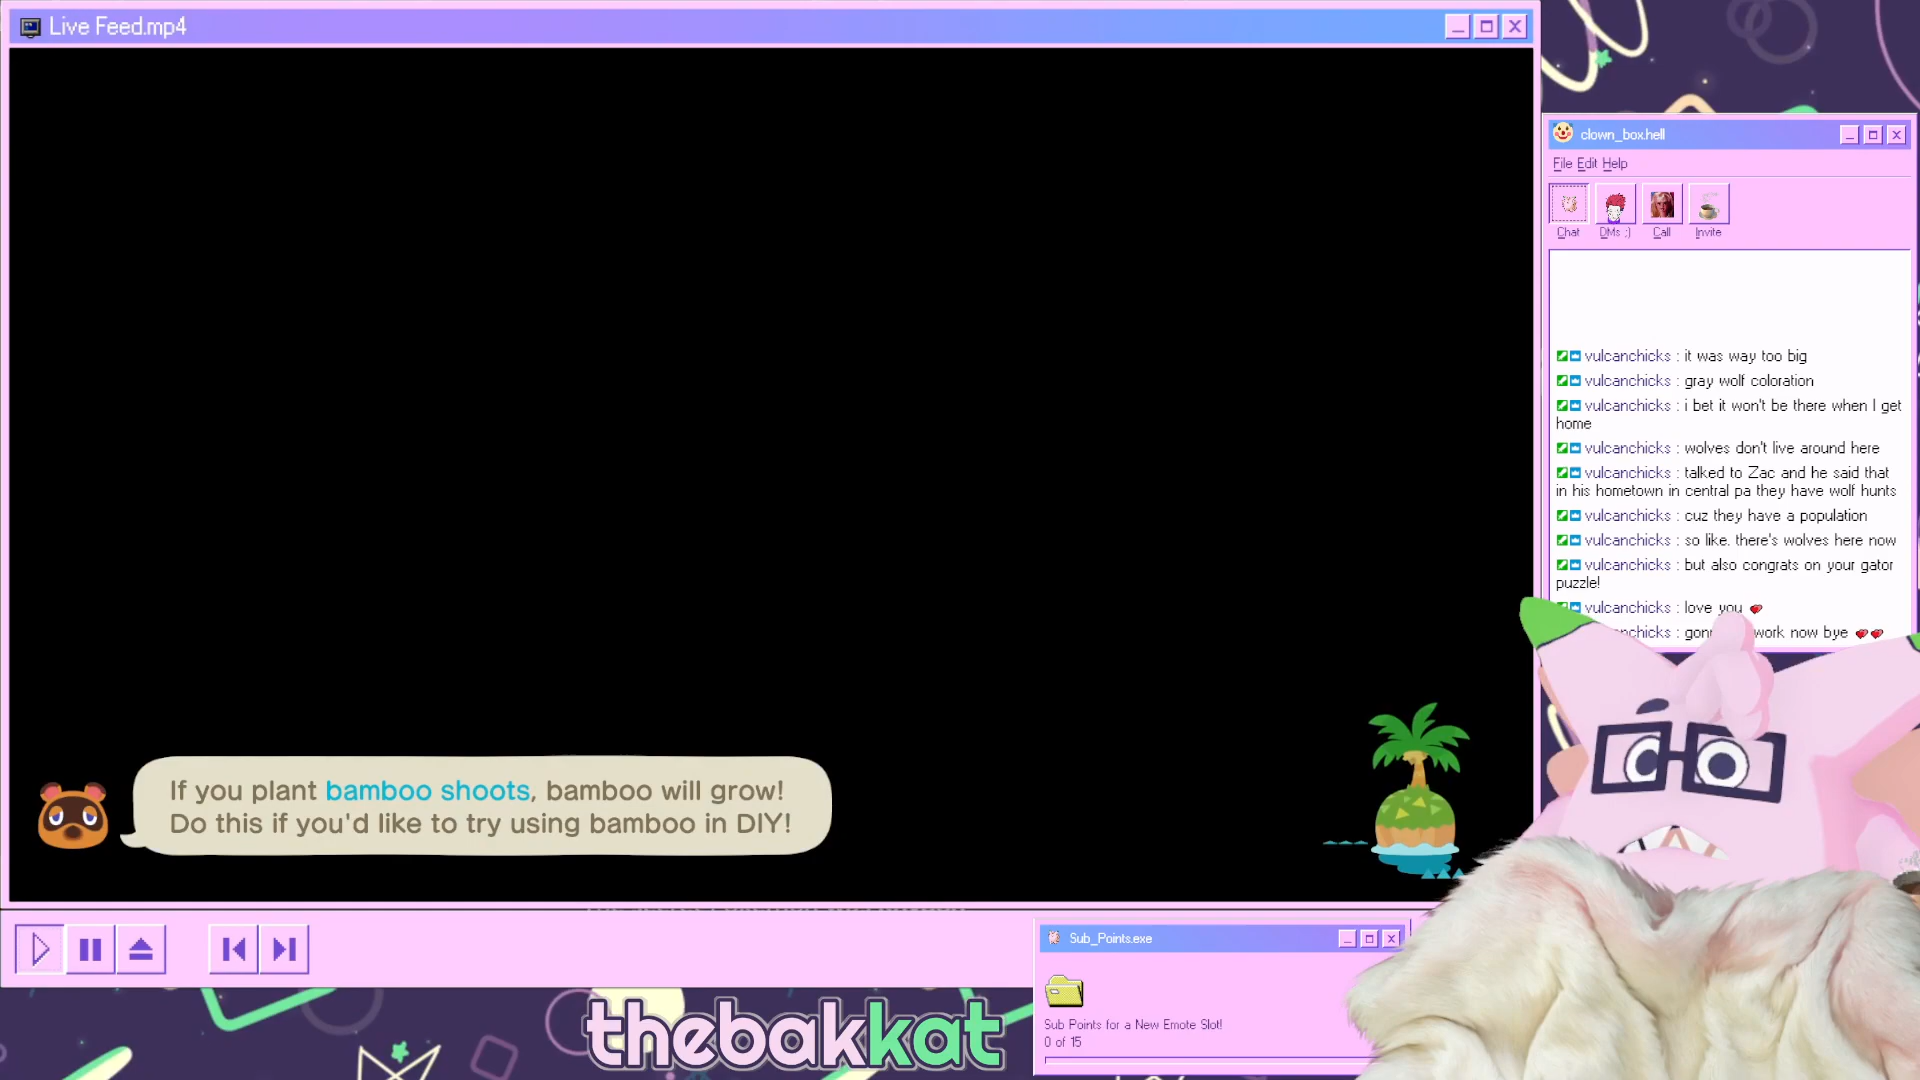 Live Feed.mp4
clown_box.hell
File Edit Help
Chat DMs ;) Call Invite
vulcanchicks : it was way too big
vulcanchicks : gray wolf coloration
vulcanchicks : i bet it won't be there when I get
home
vulcanchicks : wolves don't live around here
vulcanchicks : talked to Zac and he said that
in his hometown in central pa they have wolf hunts
vulcanchicks : cuz they have a population
vulcanchicks : so like. there's wolves here now
vulcanchicks : but also congrats on your gator
puzzle!
vulcanchicks : love you
work now bye
If you plant bamboo shoots, bamboo will grow!
Do this if you'd like to try using bamboo in DIY!
Sub_Points.exe
Sub Points for a New Emote Slot!
0 of 15
thebakkat